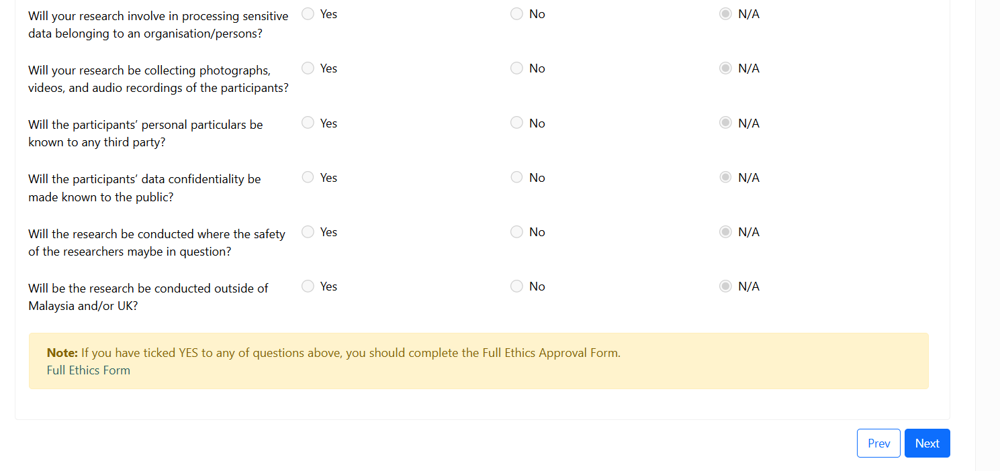 Will your research involve in processing sensitive Yes No N/A
data belonging to an organisation/persons?
Will your research be collecting photographs, Yes No N/A
videos, and audio recordings of the participants?
Will the participants’ personal particulars be Yes No N/A
known to any third party?
Will the participants’ data confidentiality be Yes No N/A
made known to the public?
Will the research be conducted where the safety Yes No N/A
of the researchers maybe in question?
Will be the research be conducted outside of Yes No N/A
Malaysia and/or UK?
Note: If you have ticked YES to any of questions above, you should complete the Full Ethics Approval Form.
Full Ethics Form
Prev Next